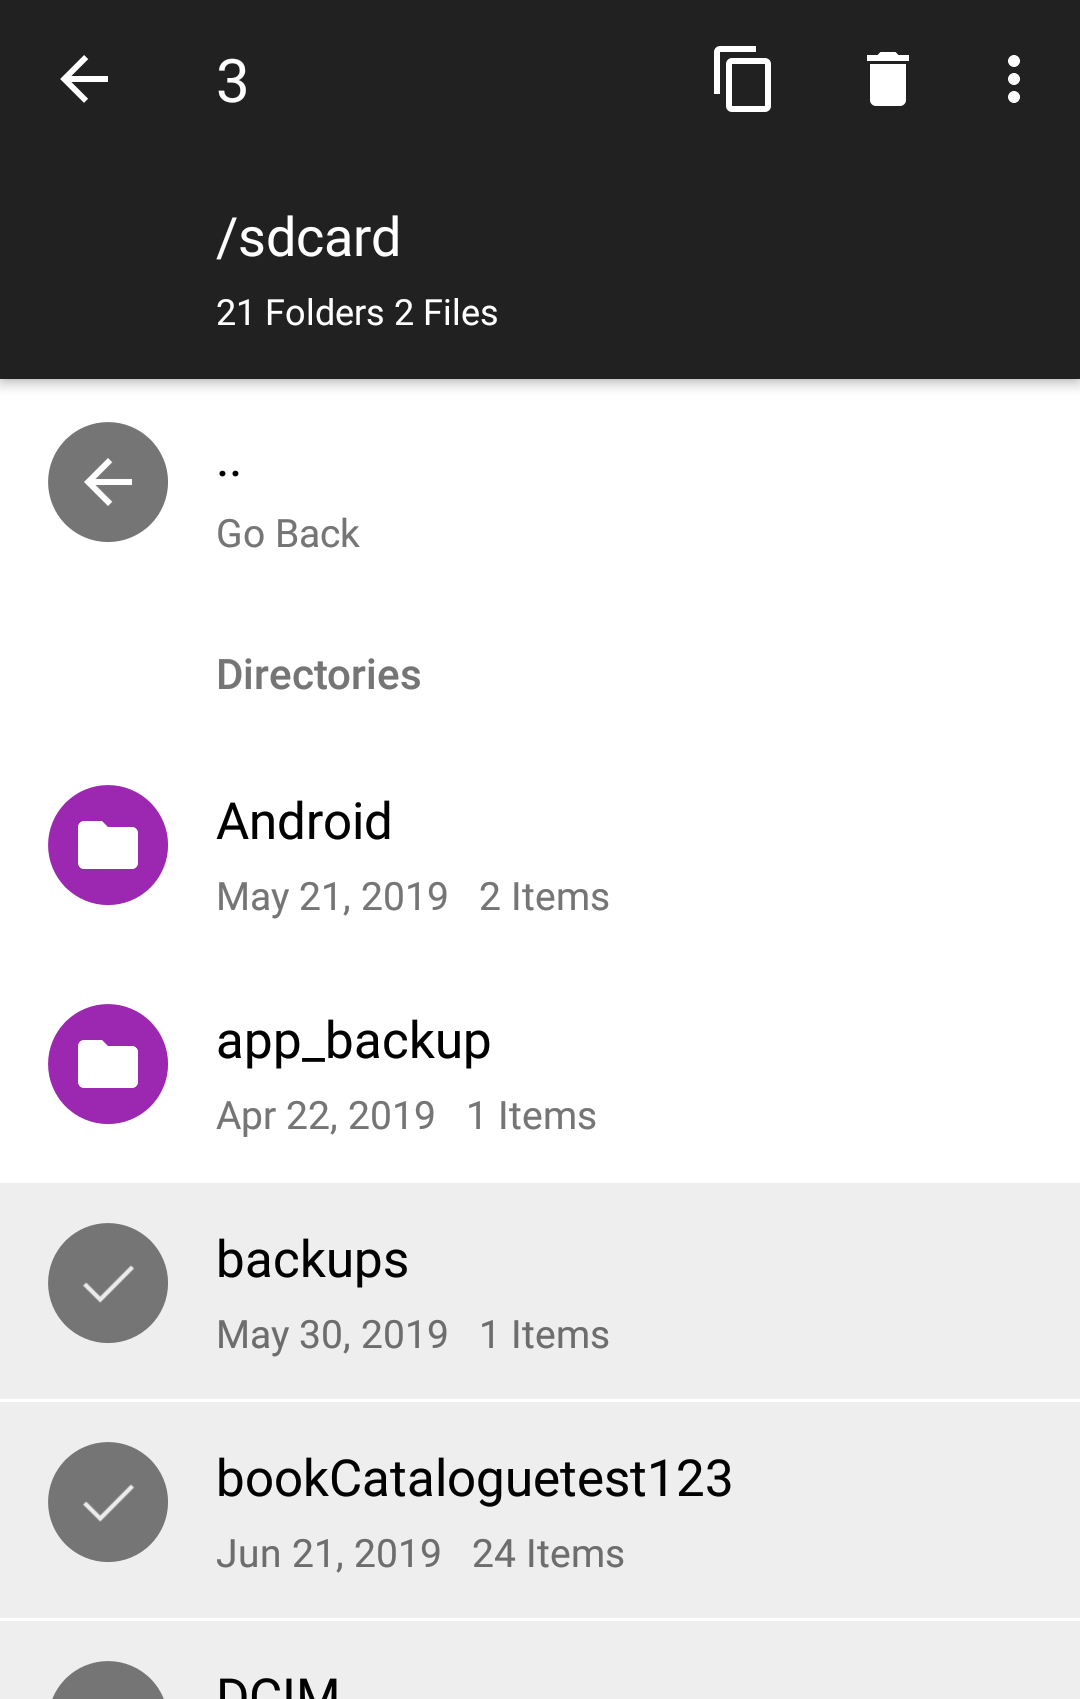 3
/sdcard
21 Folders 2 Files
..
Go Back
Directories
Android
May 21, 2019 2 Items
app_backup
Apr 22, 2019 1 Items
backups
May 30, 2019 1 Items
bookCataloguetest123
Jun 21, 2019 24 Items
DCIM